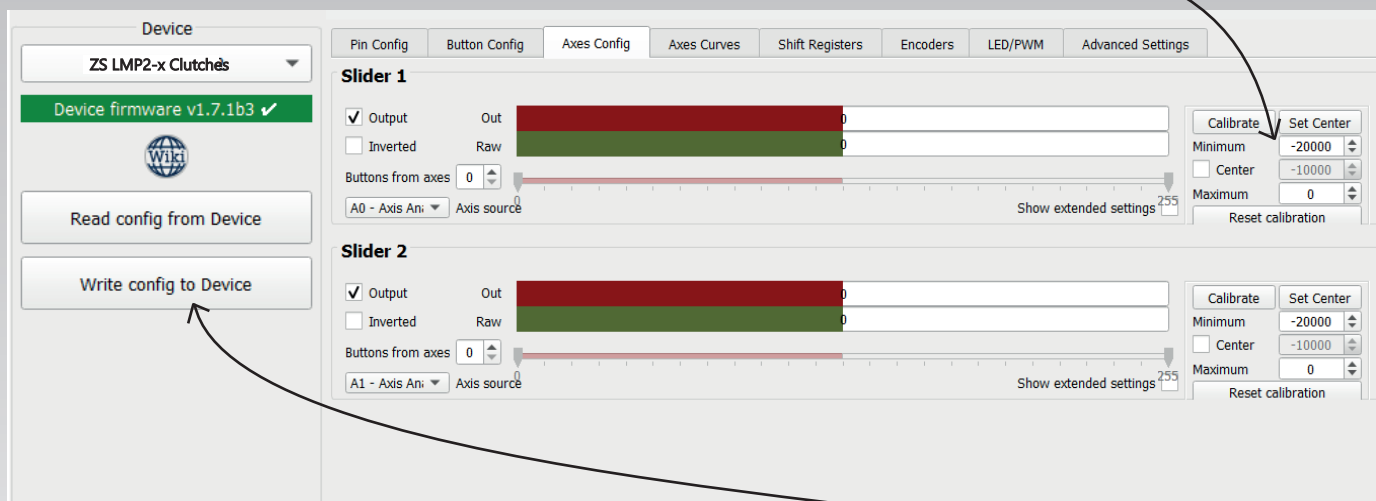 Device
ZS LMP2-x Clutches
Device firmware v1.7.1b3 ✔
Wiki
Read config from Device
Write config to Device
Pin Config Button Config Axes Config Axes Curves Shift Registers Encoders LED/PWM Advanced Settings
Slider 1
Output Out 0
Inverted Raw 0
Buttons from axes 0
A0 - Axis Ana Axis source 0 255
Show extended settings
Calibrate Set Center
Minimum -20000
Center -10000
Maximum 0
Reset calibration
Slider 2
Output Out 0
Inverted Raw 0
Buttons from axes 0
A1 - Axis Ana Axis source 0 255
Show extended settings
Calibrate Set Center
Minimum -20000
Center -10000
Maximum 0
Reset calibration